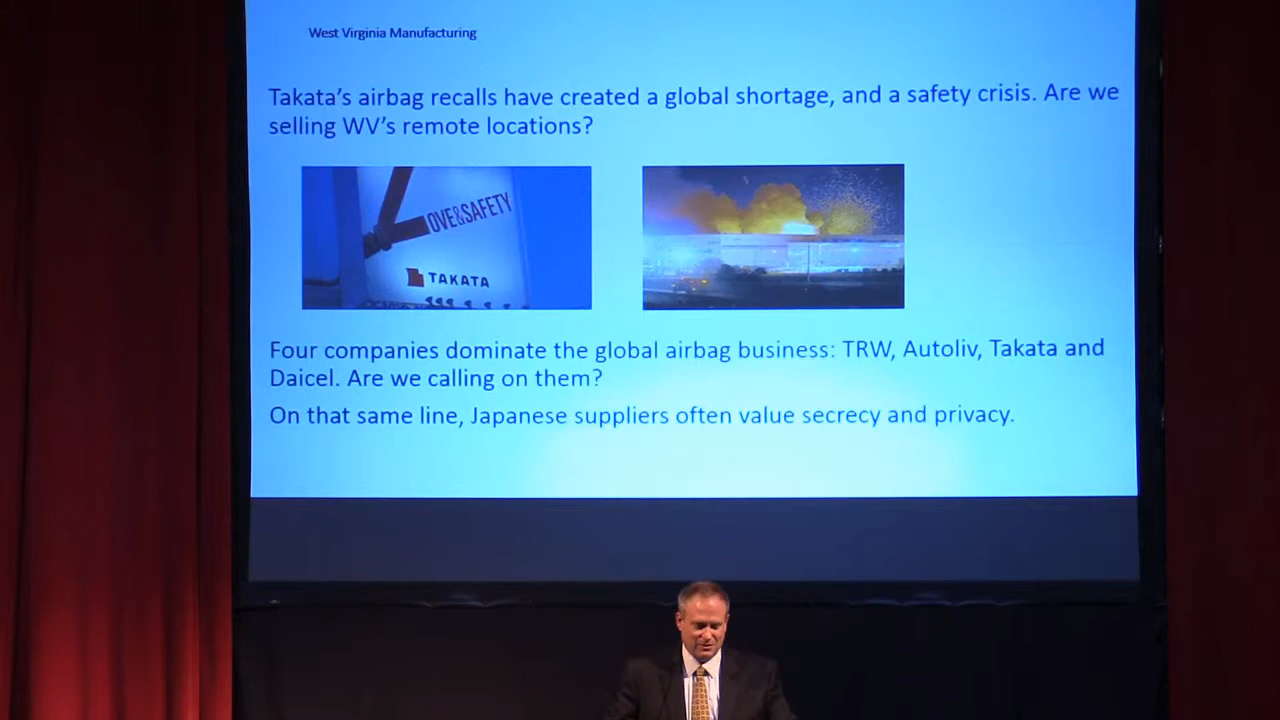 West Virginia Manufacturing
Takata's airbag recalls have created a global shortage, and a safety crisis. Are we
selling WV's remote locations?
OVE&SAFETY
TAKATA
Four companies dominate the global airbag business: TRW, Autoliv, Takata and
Daicel. Are we calling on them?
On that same line, Japanese suppliers often value secrecy and privacy.